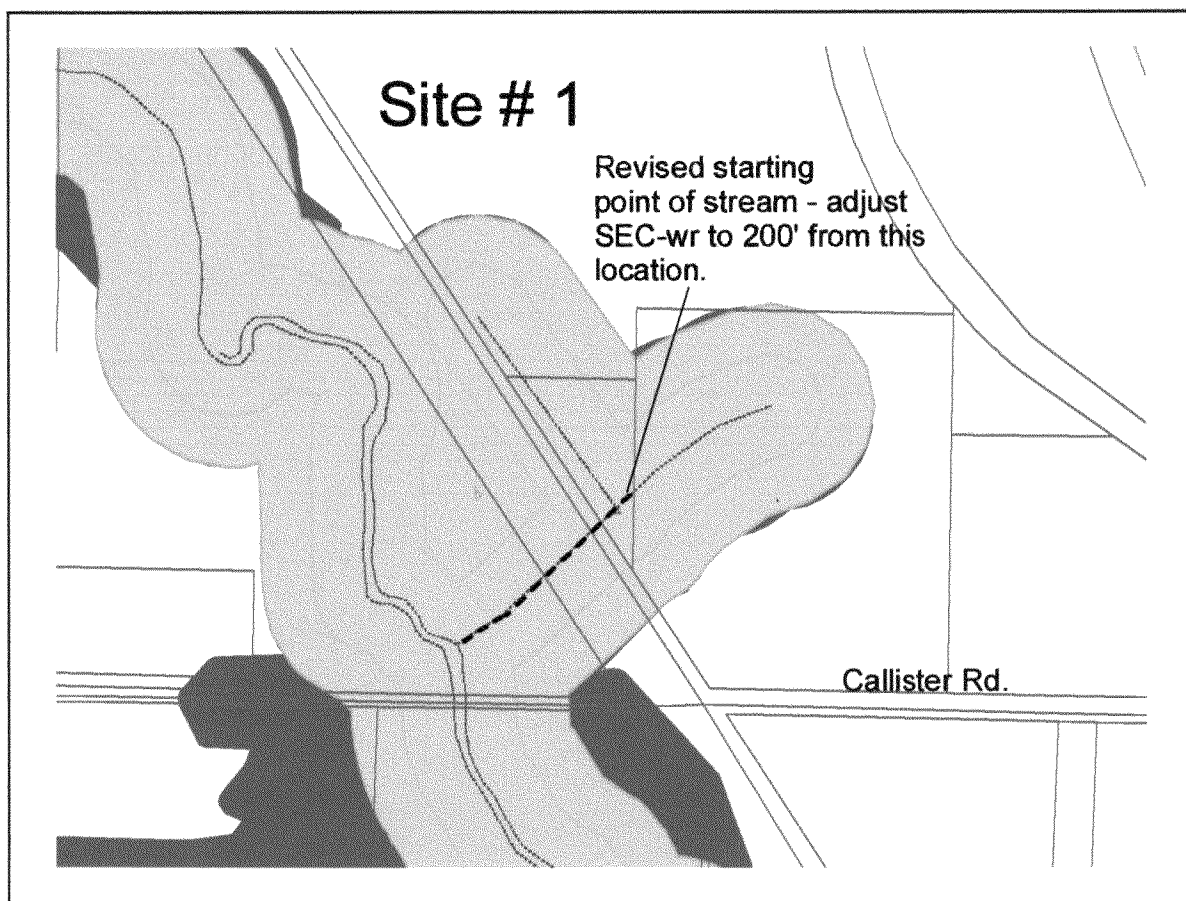 Site # 1
Revised starting
point of stream - adjust
SEC-wr to 200' from this
location.
Callister Rd.